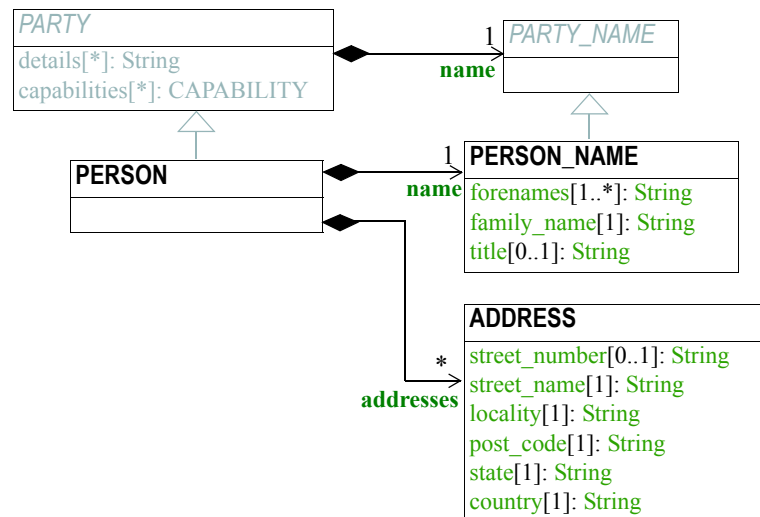 PARTY
details[*]: String
capabilities[*]: CAPABILITY
1
name
PARTY_NAME
PERSON
1
name
PERSON_NAME
forenames[1..*]: String
family_name[1]: String
title[0..1]: String
*
addresses
ADDRESS
street_number[0..1]: String
street_name[1]: String
locality[1]: String
post_code[1]: String
state[1]: String
country[1]: String